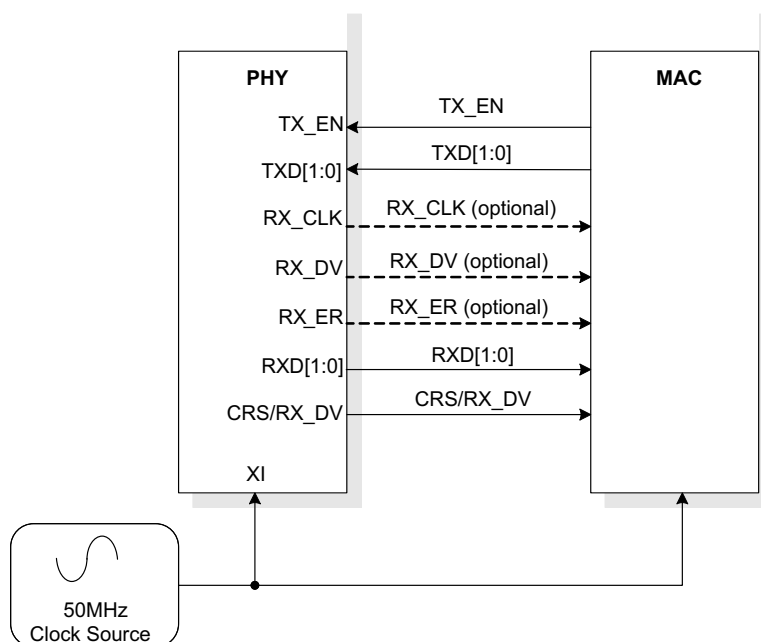 PHY
MAC
TX_EN
TX_EN
TXD[1:0]
TXD[1:0]
RX_CLK
RX_CLK (optional)
RX_DV
RX_DV (optional)
RX_ER
RX_ER (optional)
RXD[1:0]
RXD[1:0]
CRS/RX_DV
CRS/RX_DV
XI
50MHz
Clock Source